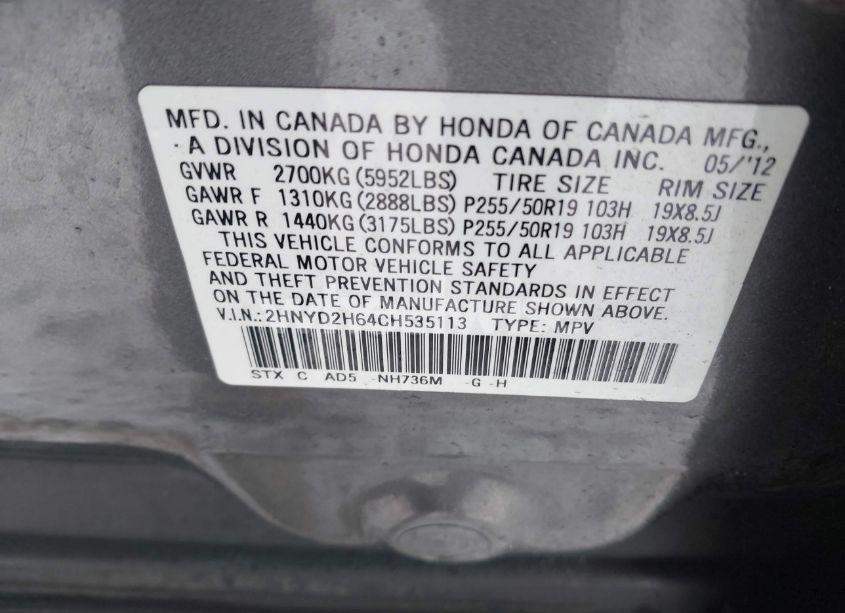 MFD. IN CANADA BY HONDA OF CANADA MFG.,
A DIVISION OF HONDA CANADA INC. 05/'12
GVWR 2700KG (5952LBS) TIRE SIZE RIM SIZE
GAWR F 1310KG (2888LBS) P255/50R19 103H 19X8.5J
GAWR R 1440KG (3175LBS) P255/50R19 103H 19X8.5J
THIS VEHICLE CONFORMS TO ALL APPLICABLE
FEDERAL MOTOR VEHICLE SAFETY
AND THEFT PREVENTION STANDARDS IN EFFECT
ON THE DATE OF MANUFACTURE SHOWN ABOVE.
V.I.N.: 2HNYD2H64CH535113 TYPE: MPV
STX C AD5 -NH736M -G -H